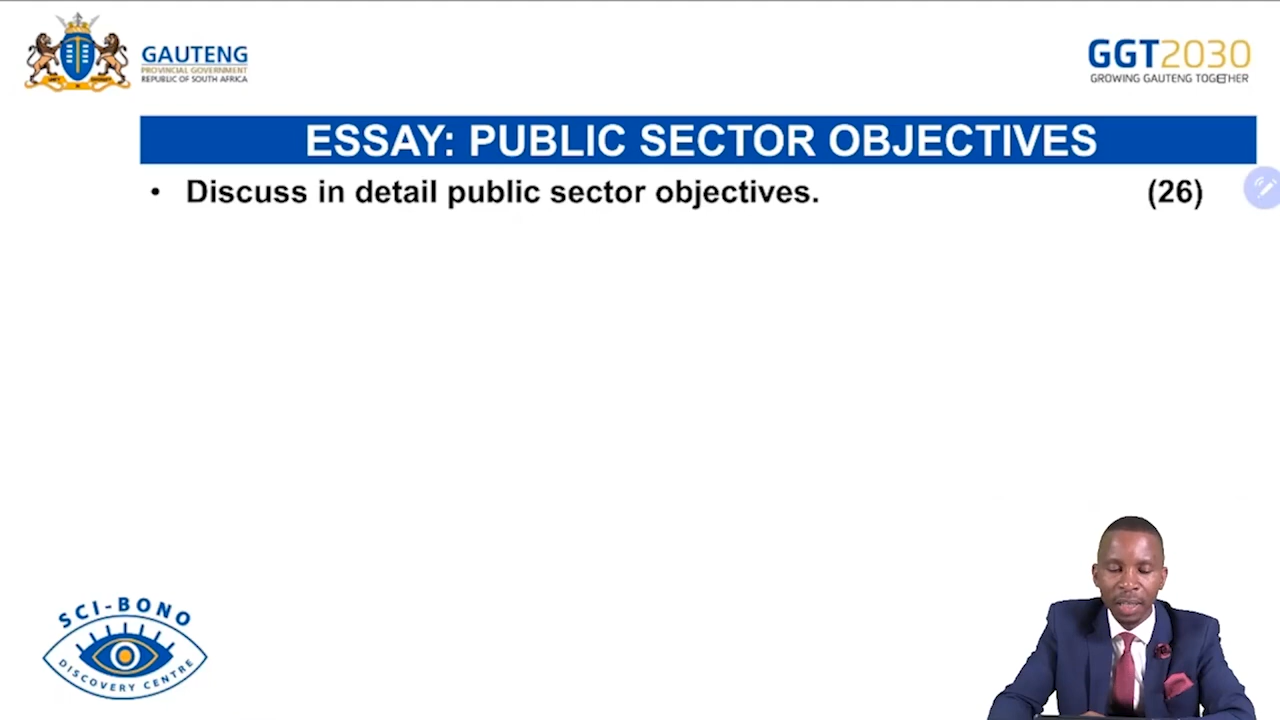 GAUTENG
PROVINCIAL GOVERNMENT
REPUBLIC OF SOUTH AFRICA
GGT2030
GROWING GAUTENG TOGETHER
ESSAY: PUBLIC SECTOR OBJECTIVES
• Discuss in detail public sector objectives. (26)
SCI-BONO
DISCOVERY CENTRE